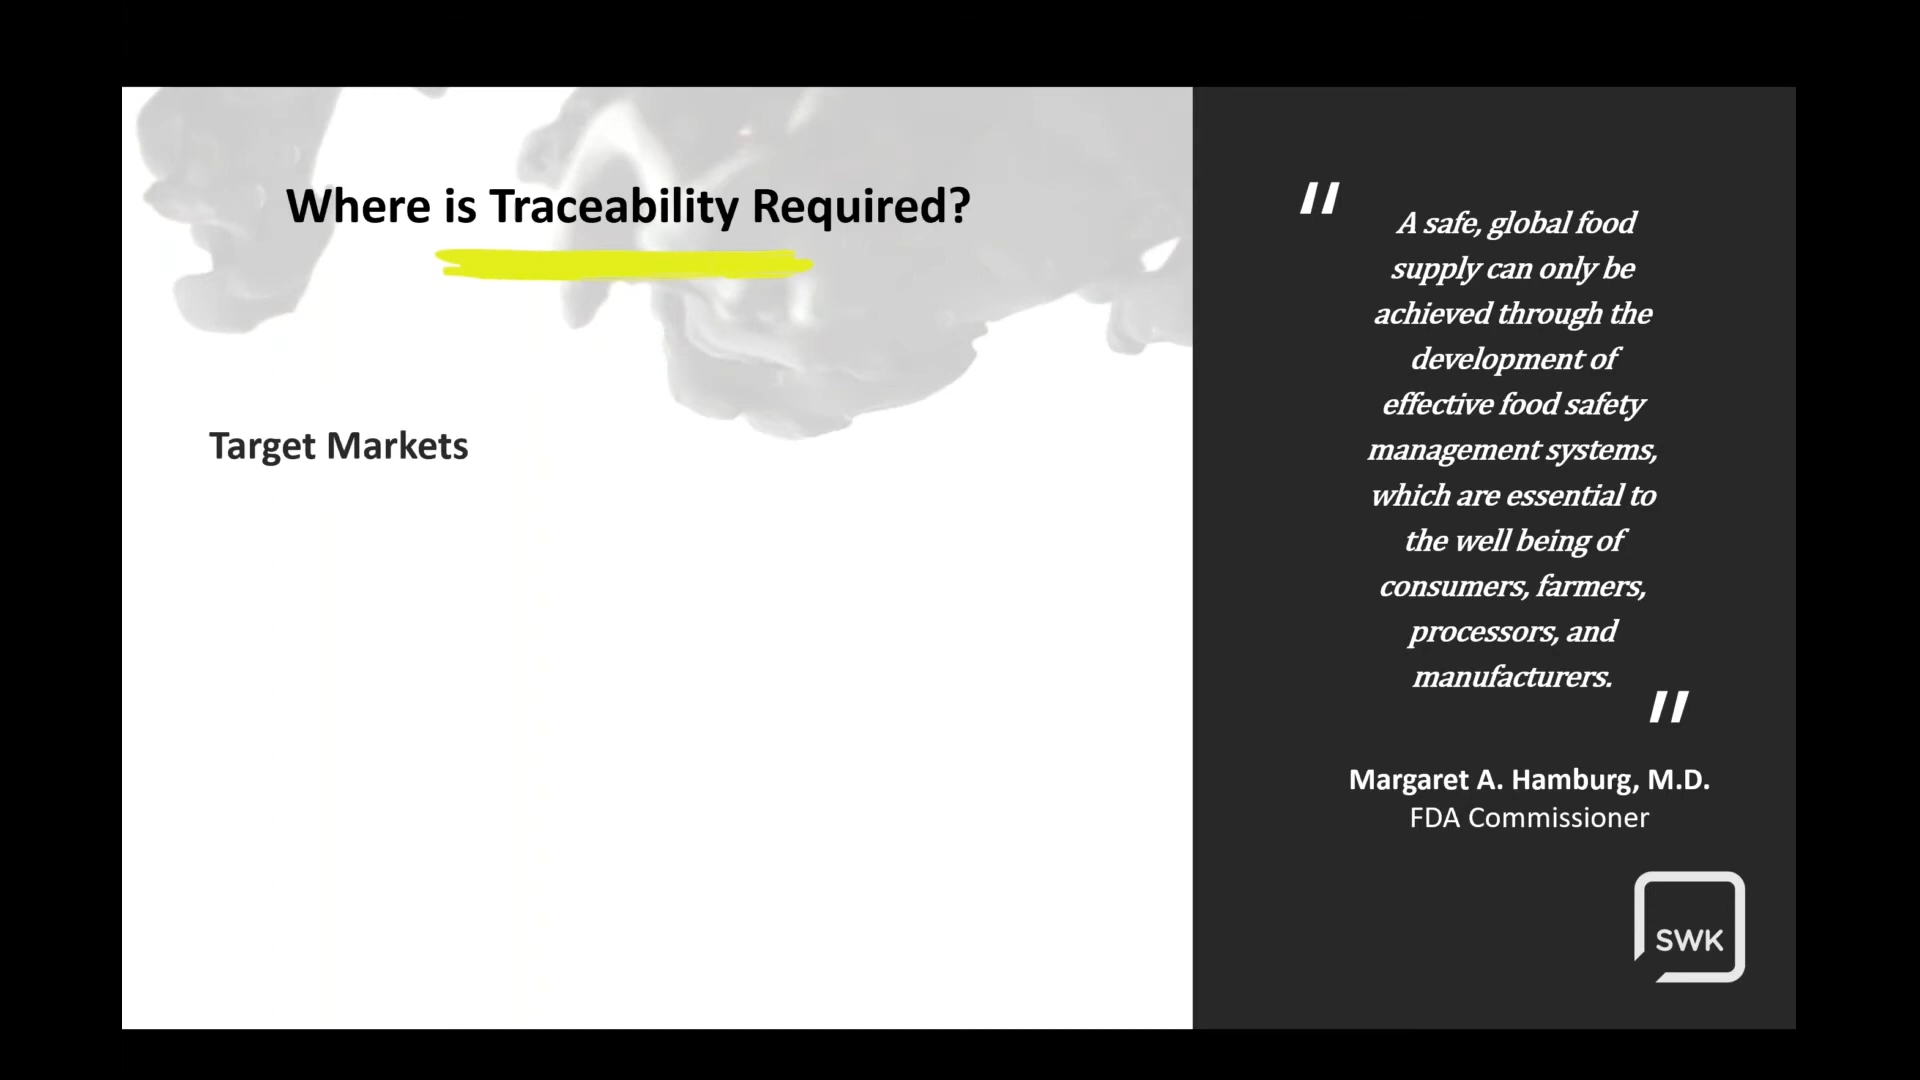 Where is Traceability Required?
Target Markets
"
A safe, global food
supply can only be
achieved through the
development of
effective food safety
management systems,
which are essential to
the well being of
consumers, farmers,
processors, and
manufacturers.
"
Margaret A. Hamburg, M.D.
FDA Commissioner
SWK